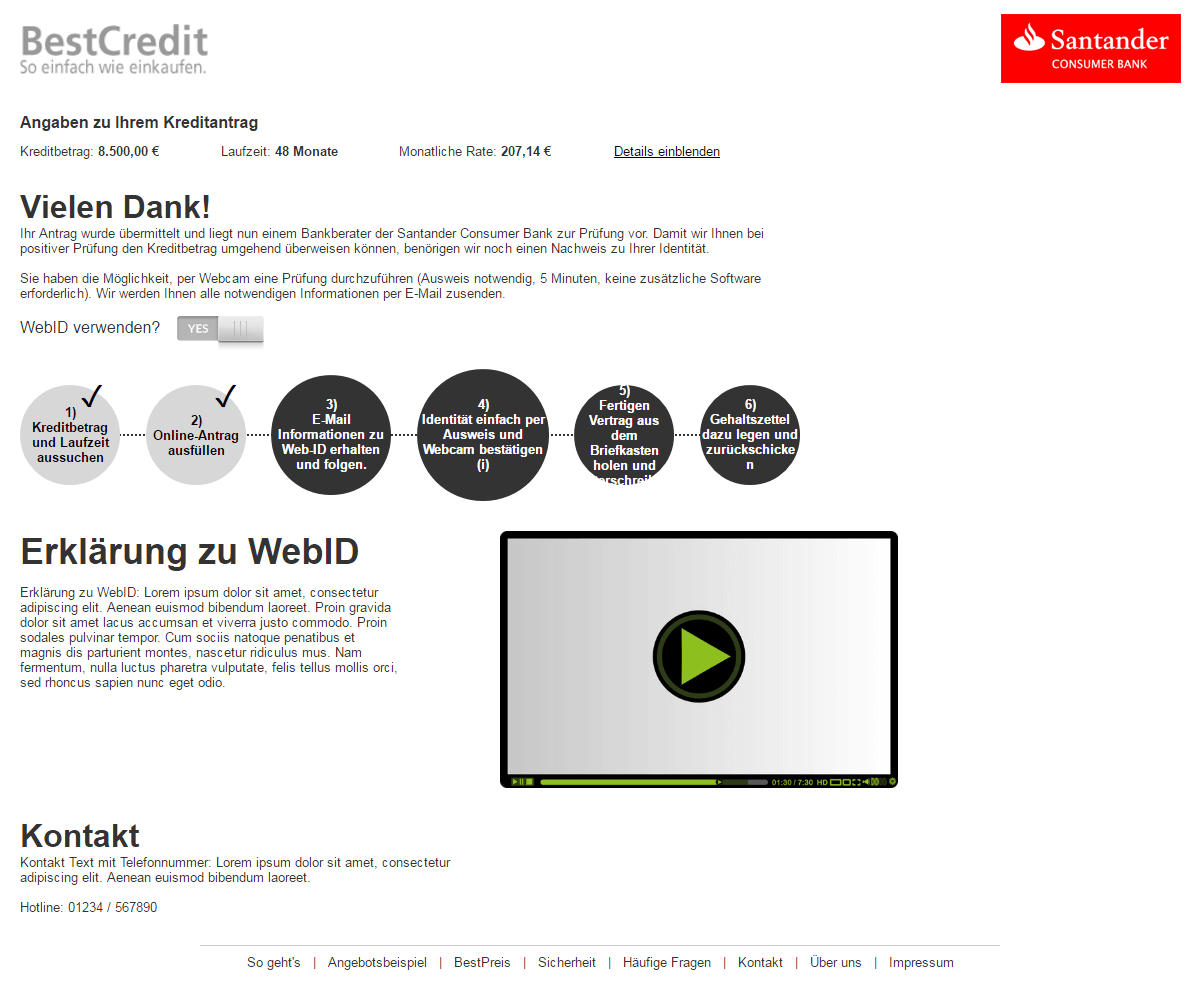 BestCredit
So einfach wie einkaufen.
Santander
CONSUMER BANK
Angaben zu Ihrem Kreditantrag
Kreditbetrag: 8.500,00 € Laufzeit: 48 Monate Monatliche Rate: 207,14 € Details einblenden
Vielen Dank!
Ihr Antrag wurde übermittelt und liegt nun einem Bankberater der Santander Consumer Bank zur Prüfung vor. Damit wir Ihnen bei
positiver Prüfung den Kreditbetrag umgehend überweisen können, benörigen wir noch einen Nachweis zu Ihrer Identität.
Sie haben die Möglichkeit, per Webcam eine Prüfung durchzuführen (Ausweis notwendig, 5 Minuten, keine zusätzliche Software
erforderlich). Wir werden Ihnen alle notwendigen Informationen per E-Mail zusenden.
WebID verwenden? YES
1)
Kreditbetrag
und Laufzeit
aussuchen
2)
Online-Antrag
ausfüllen
3)
E-Mail
Informationen zu
Web-ID erhalten
und folgen.
4)
Identität einfach per
Ausweis und
Webcam bestätigen
(i)
5)
Fertigen
Vertrag aus
dem
Briefkasten
holen und
6)
Gehaltszettel
dazu legen und
zurückschicke
n
Erklärung zu WebID
Erklärung zu WebID: Lorem ipsum dolor sit amet, consectetur
adipiscing elit. Aenean euismod bibendum laoreet. Proin gravida
dolor sit amet lacus accumsan et viverra justo commodo. Proin
sodales pulvinar tempor. Cum sociis natoque penatibus et
magnis dis parturient montes, nascetur ridiculus mus. Nam
fermentum, nulla luctus pharetra vulputate, felis tellus mollis orci,
sed rhoncus sapien nunc eget odio.
01:30 / 7:30 HD
Kontakt
Kontakt Text mit Telefonnummer: Lorem ipsum dolor sit amet, consectetur
adipiscing elit. Aenean euismod bibendum laoreet.
Hotline: 01234 / 567890
So geht's | Angebotsbeispiel | BestPreis | Sicherheit | Häufige Fragen | Kontakt | Über uns | Impressum